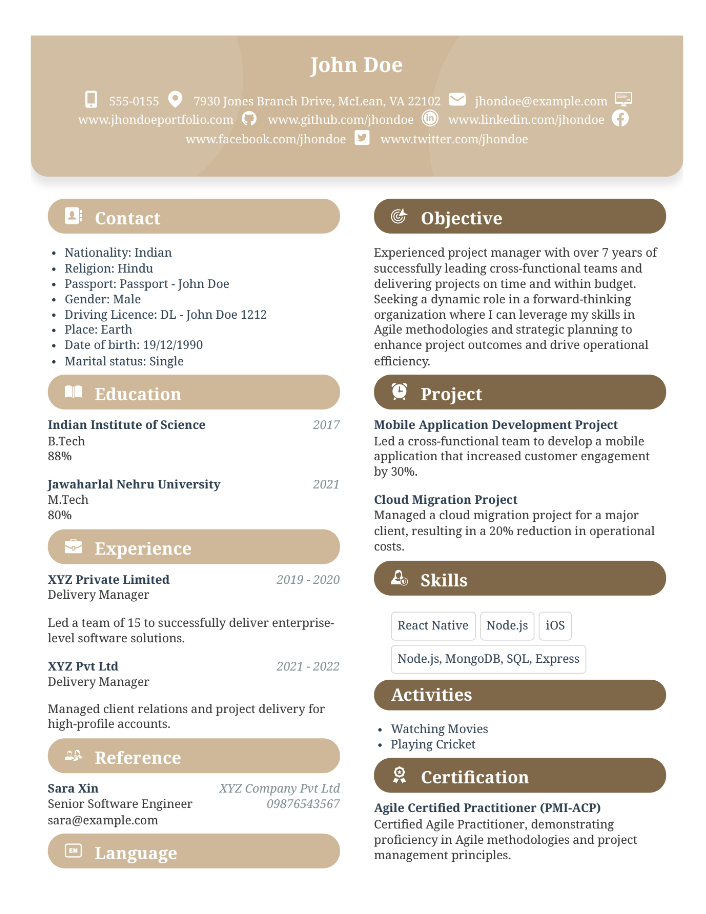 John Doe
555-0155 7930 Jones Branch Drive, McLean, VA 22102 jhondoe@example.com
www.jhondoeportfolio.com www.github.com/jhondoe www.linkedin.com/jhondoe
www.facebook.com/jhondoe www.twitter.com/jhondoe
Contact
• Nationality: Indian
• Religion: Hindu
• Passport: Passport - John Doe
• Gender: Male
• Driving Licence: DL - John Doe 1212
• Place: Earth
• Date of birth: 19/12/1990
• Marital status: Single
Education
Indian Institute of Science 2017
B.Tech
88%
Jawaharlal Nehru University 2021
M.Tech
80%
Experience
XYZ Private Limited 2019 - 2020
Delivery Manager
Led a team of 15 to successfully deliver enterprise-
level software solutions.
XYZ Pvt Ltd 2021 - 2022
Delivery Manager
Managed client relations and project delivery for
high-profile accounts.
Reference
Sara Xin XYZ Company Pvt Ltd
Senior Software Engineer 09876543567
sara@example.com
EN Language
Objective
Experienced project manager with over 7 years of
successfully leading cross-functional teams and
delivering projects on time and within budget.
Seeking a dynamic role in a forward-thinking
organization where I can leverage my skills in
Agile methodologies and strategic planning to
enhance project outcomes and drive operational
efficiency.
Project
Mobile Application Development Project
Led a cross-functional team to develop a mobile
application that increased customer engagement
by 30%.
Cloud Migration Project
Managed a cloud migration project for a major
client, resulting in a 20% reduction in operational
costs.
Skills
React Native Node.js iOS
Node.js, MongoDB, SQL, Express
Activities
• Watching Movies
• Playing Cricket
Certification
Agile Certified Practitioner (PMI-ACP)
Certified Agile Practitioner, demonstrating
proficiency in Agile methodologies and project
management principles.